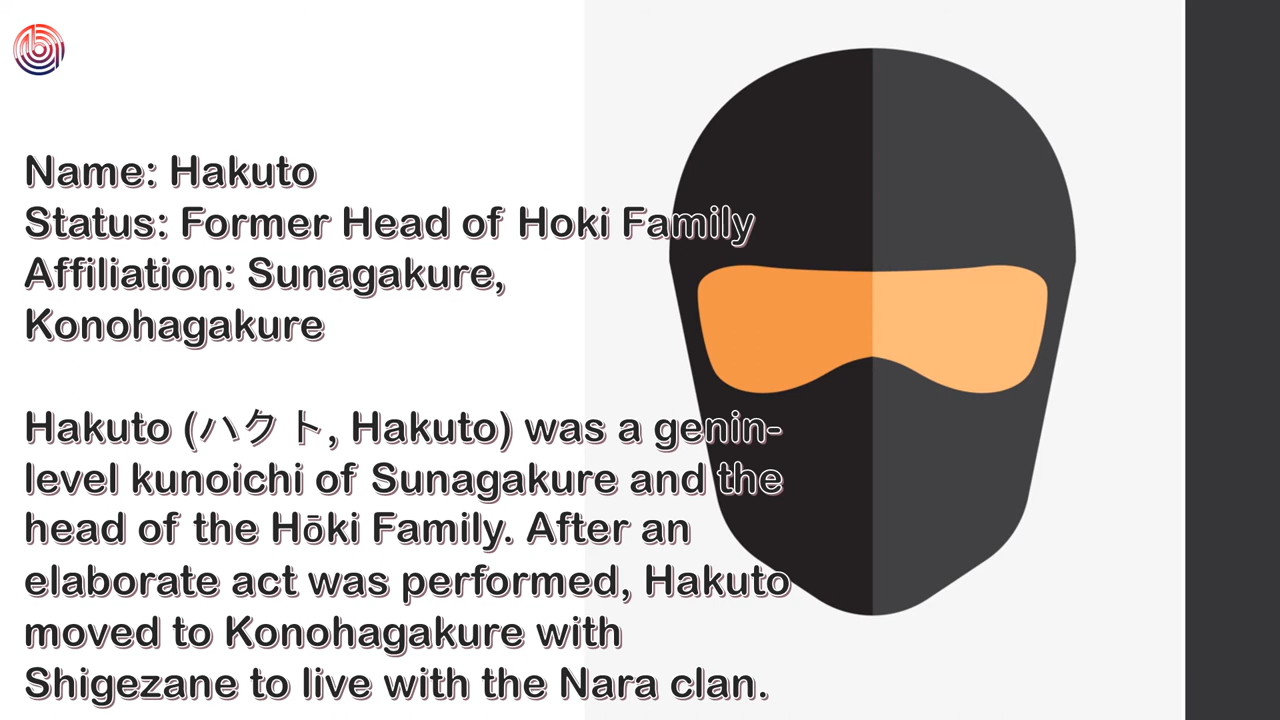 Name: Hakuto
Status: Former Head of Hoki Family
Affiliation: Sunagakure,
Konohagakure
Hakuto (ハクト, Hakuto) was a genin-
level kunoichi of Sunagakure and the
head of the Hōki Family. After an
elaborate act was performed, Hakuto
moved to Konohagakure with
Shigezane to live with the Nara clan.